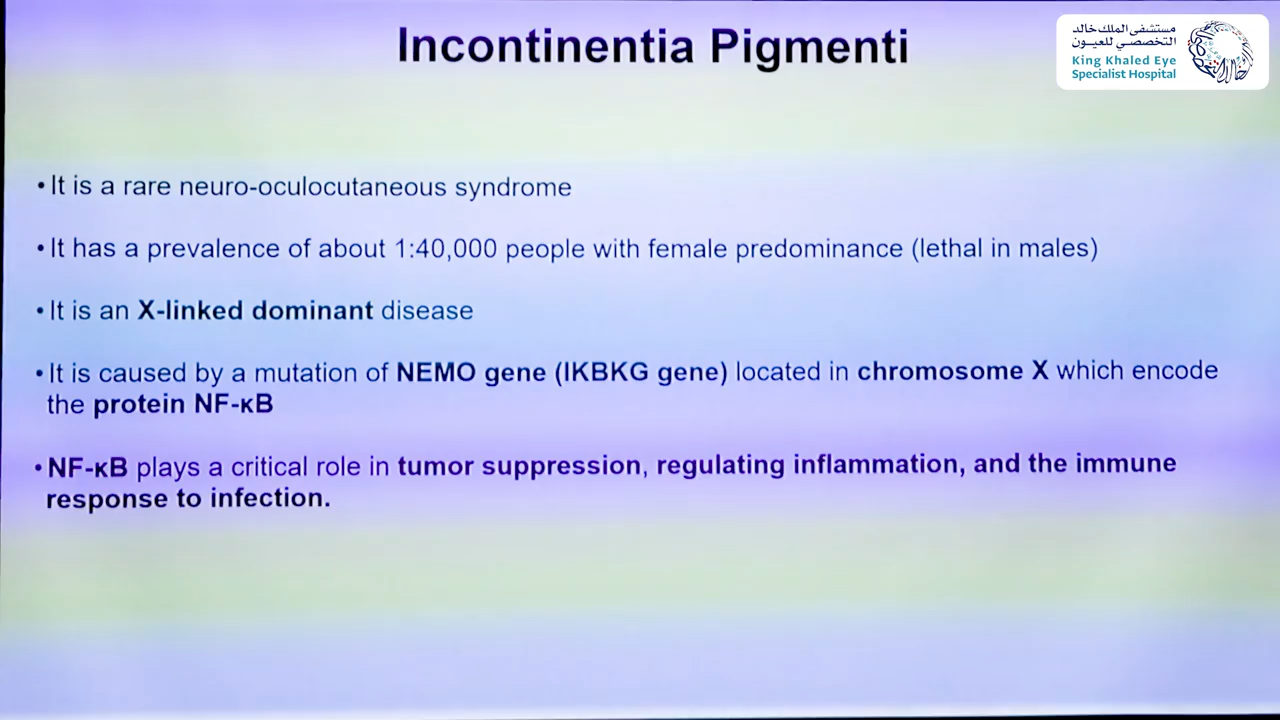 Incontinentia Pigmenti
مستشفى الملك خالد
التخصصي للعيون
King Khaled Eye
Specialist Hospital
• It is a rare neuro-oculocutaneous syndrome
• It has a prevalence of about 1:40,000 people with female predominance (lethal in males)
• It is an X-linked dominant disease
• It is caused by a mutation of NEMO gene (IKBKG gene) located in chromosome X which encode
the protein NF-κB
• NF-κB plays a critical role in tumor suppression, regulating inflammation, and the immune
response to infection.